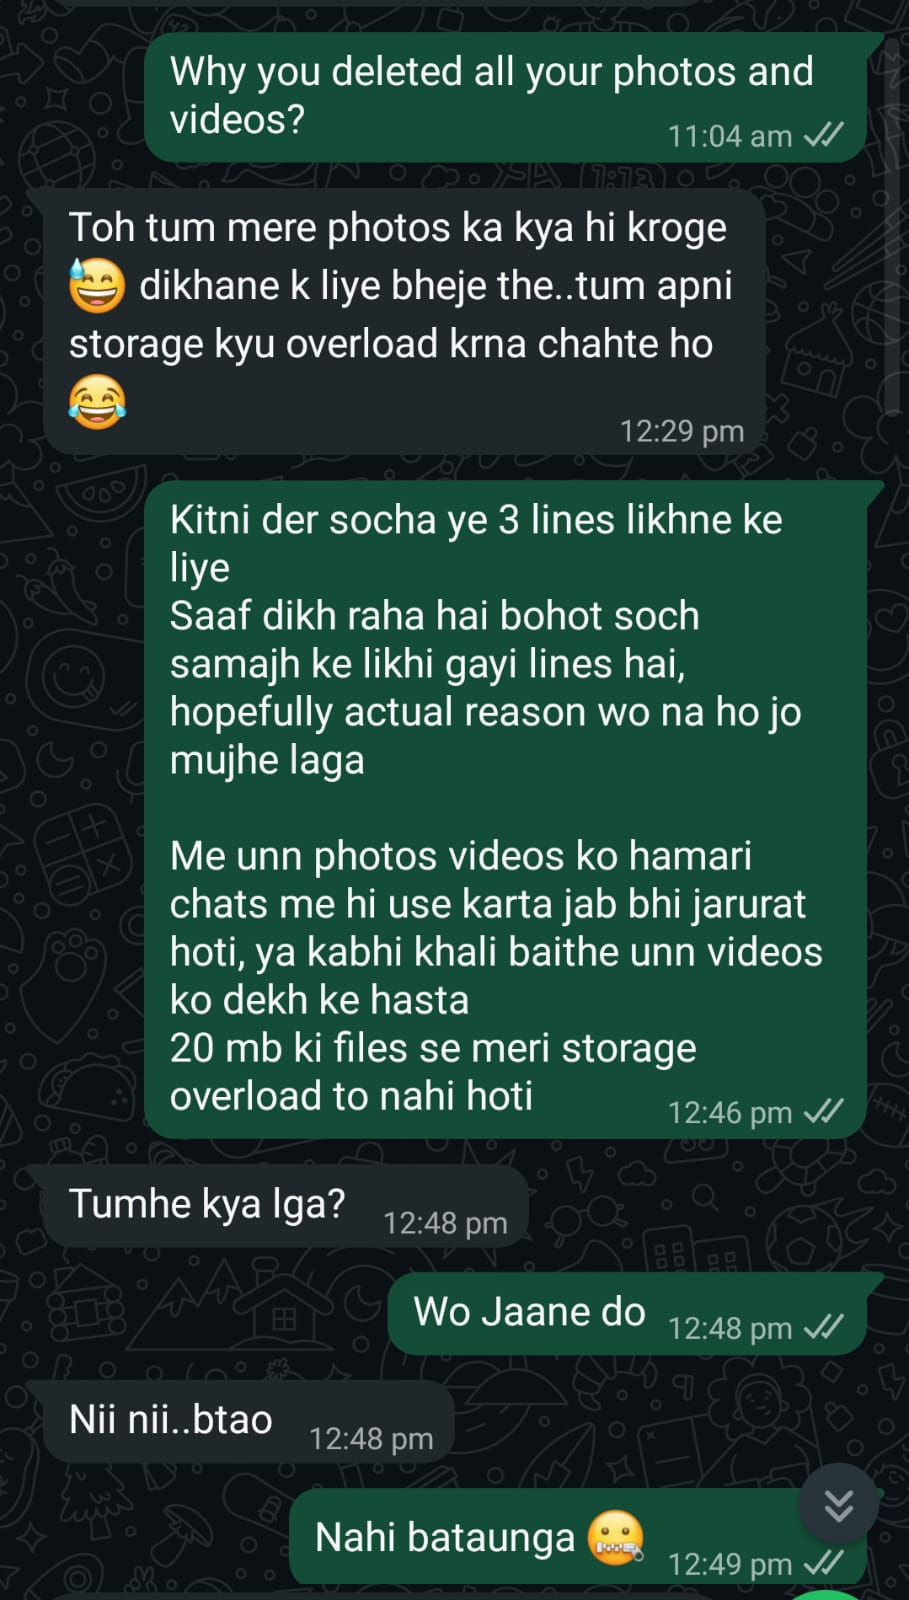 Why you deleted all your photos and
videos?
11:04 am
Toh tum mere photos ka kya hi kroge
😅 dikhane k liye bheje the..tum apni
storage kyu overload krna chahte ho
😂
12:29 pm
Kitni der socha ye 3 lines likhne ke
liye
Saaf dikh raha hai bohot soch
samajh ke likhi gayi lines hai,
hopefully actual reason wo na ho jo
mujhe laga
Me unn photos videos ko hamari
chats me hi use karta jab bhi jarurat
hoti, ya kabhi khali baithe unn videos
ko dekh ke hasta
20 mb ki files se meri storage
overload to nahi hoti
12:46 pm
Tumhe kya lga?
12:48 pm
Wo Jaane do
12:48 pm
Nii nii..btao
12:48 pm
Nahi bataunga 🤐
12:49 pm